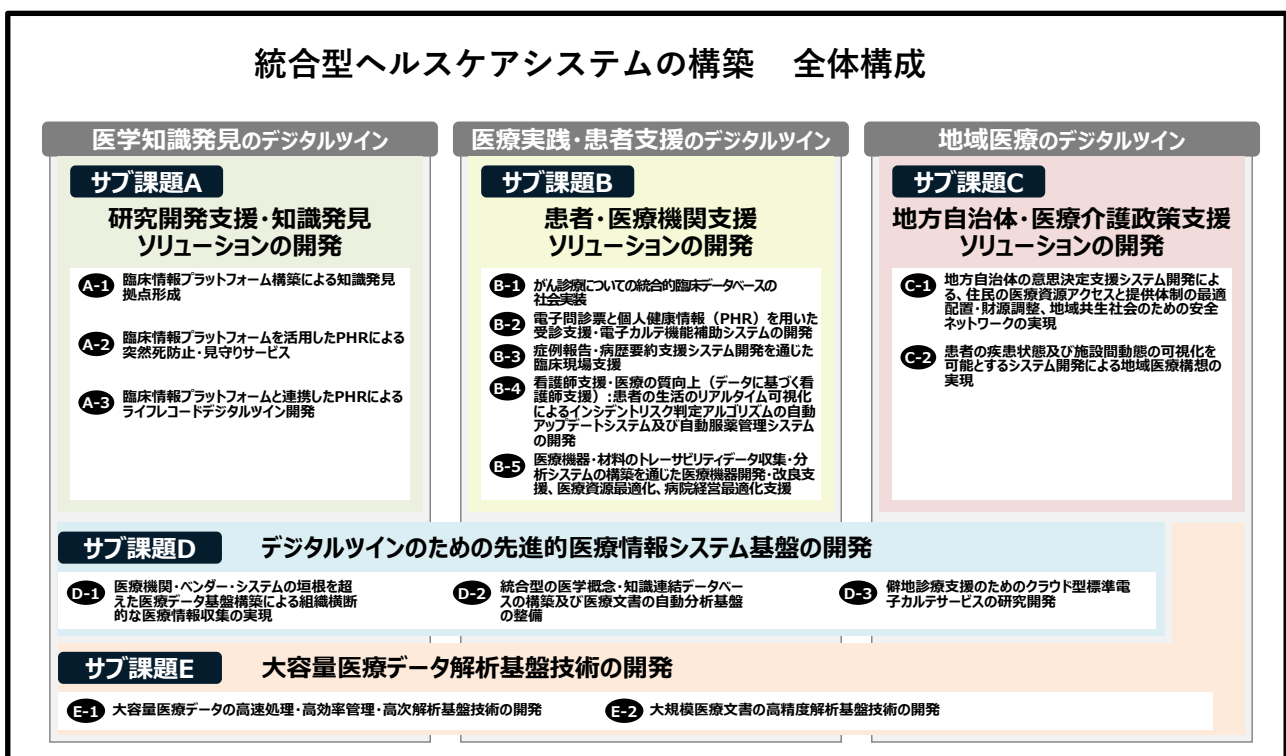 統合型ヘルスケアシステムの構築　全体構成
医学知識発見のデジタルツイン
サブ課題A
研究開発支援・知識発見
ソリューションの開発
A-1 臨床情報プラットフォーム構築による知識発見
拠点形成
A-2 臨床情報プラットフォームを活用したPHRによる
突然死防止・見守りサービス
A-3 臨床情報プラットフォームと連携したPHRによる
ライフレコードデジタルツイン開発
医療実践・患者支援のデジタルツイン
サブ課題B
患者・医療機関支援
ソリューションの開発
B-1 がん診療についての統合的臨床データベースの
社会実装
B-2 電子問診票と個人健康情報（PHR）を用いた
受診支援・電子カルテ機能補助システムの開発
B-3 症例報告・病歴要約支援システム開発を通じた
臨床現場支援
B-4 看護師支援・医療の質向上（データに基づく看
護師支援）:患者の生活のリアルタイム可視化
によるインシデントリスク判定アルゴリズムの自動
アップデートシステム及び自動服薬管理システム
の開発
B-5 医療機器・材料のトレーサビリティデータ収集・分
析システムの構築を通じた医療機器開発・改良支
援、医療資源最適化、病院経営最適化支援
地域医療のデジタルツイン
サブ課題C
地方自治体・医療介護政策支援
ソリューションの開発
C-1 地方自治体の意思決定支援システム開発によ
る、住民の医療資源アクセスと提供体制の最適
配置・財源調整、地域共生社会のための安全
ネットワークの実現
C-2 患者の疾患状態及び施設間動態の可視化を
可能とするシステム開発による地域医療構想の
実現
サブ課題D デジタルツインのための先進的医療情報システム基盤の開発
D-1 医療機関・ベンダー・システムの垣根を超
えた医療データ基盤構築による組織横断
的な医療情報収集の実現
D-2 統合型の医学概念・知識連結データベー
スの構築及び医療文書の自動分析基盤
の整備
D-3 僻地診療支援のためのクラウド型標準電
子カルテサービスの研究開発
サブ課題E 大容量医療データ解析基盤技術の開発
E-1 大容量医療データの高速処理・高効率管理・高次解析基盤技術の開発
E-2 大規模医療文書の高精度解析基盤技術の開発